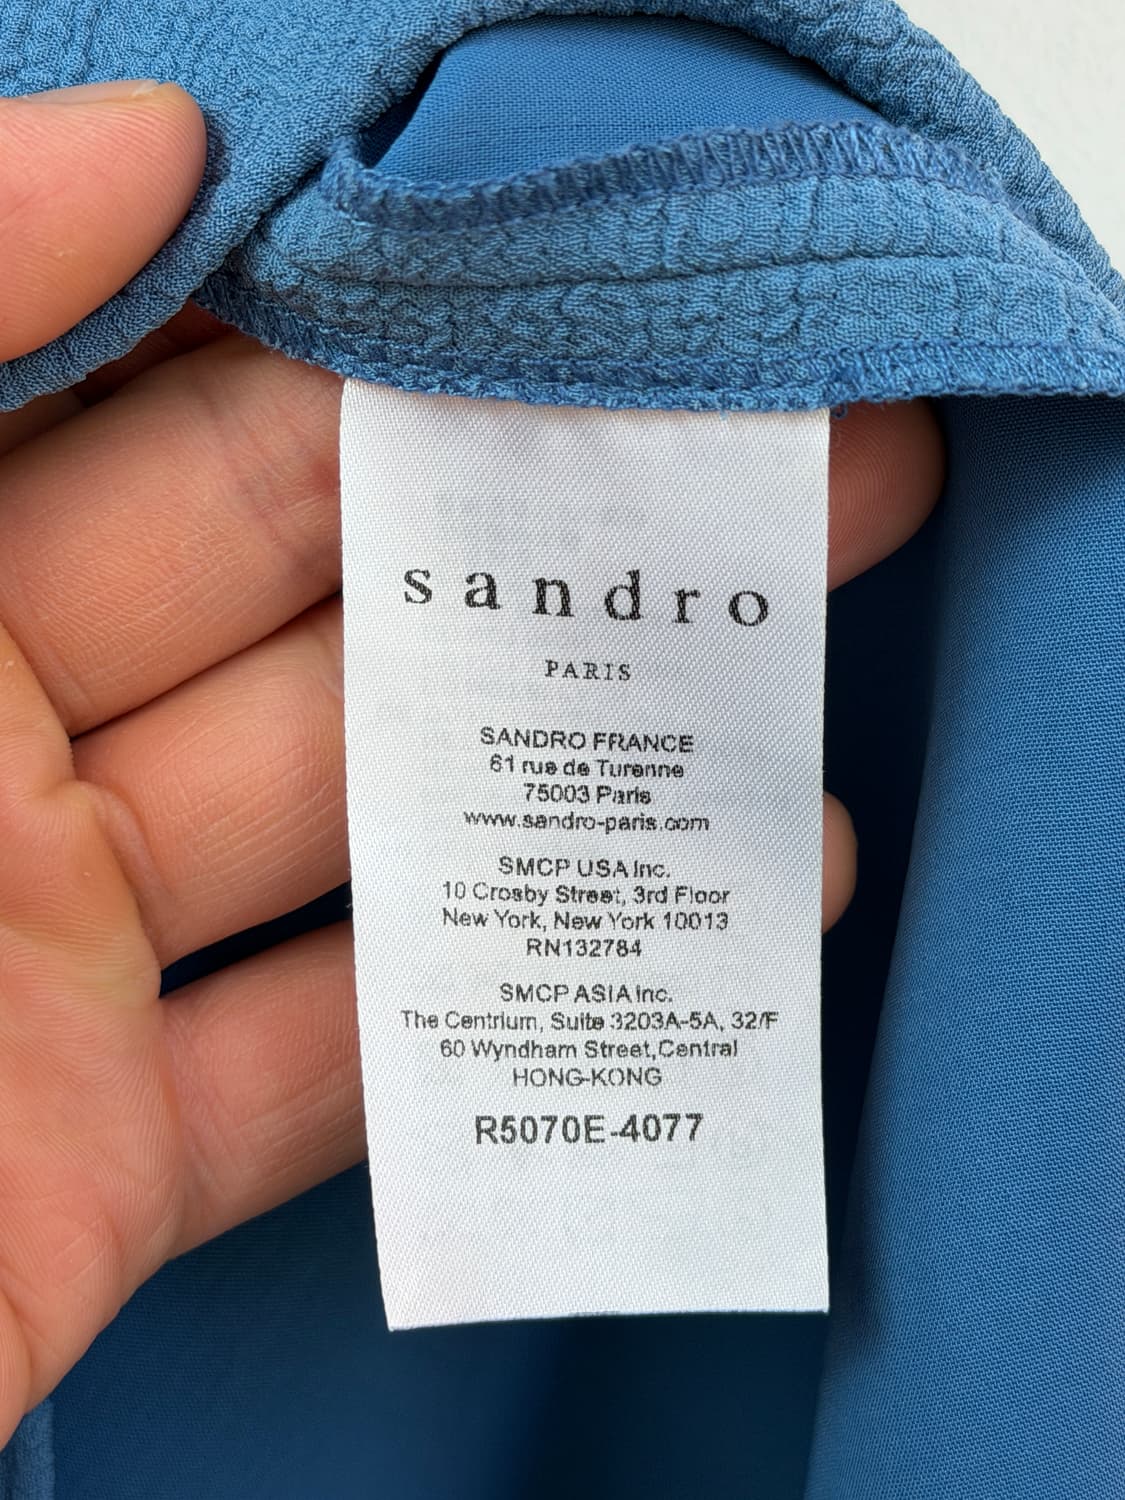 sandro
PARIS
SANDRO FRANCE
61 rue de Turenne
75003 Paris
www.sandro-paris.com
SMCP USA Inc.
10 Crosby Street, 3rd Floor
New York, New York 10013
RN132784
SMCP ASIA Inc.
The Centrium, Suite 3203A-5A, 32/F
60 Wyndham Street,Central
HONG-KONG
R5070E-4077